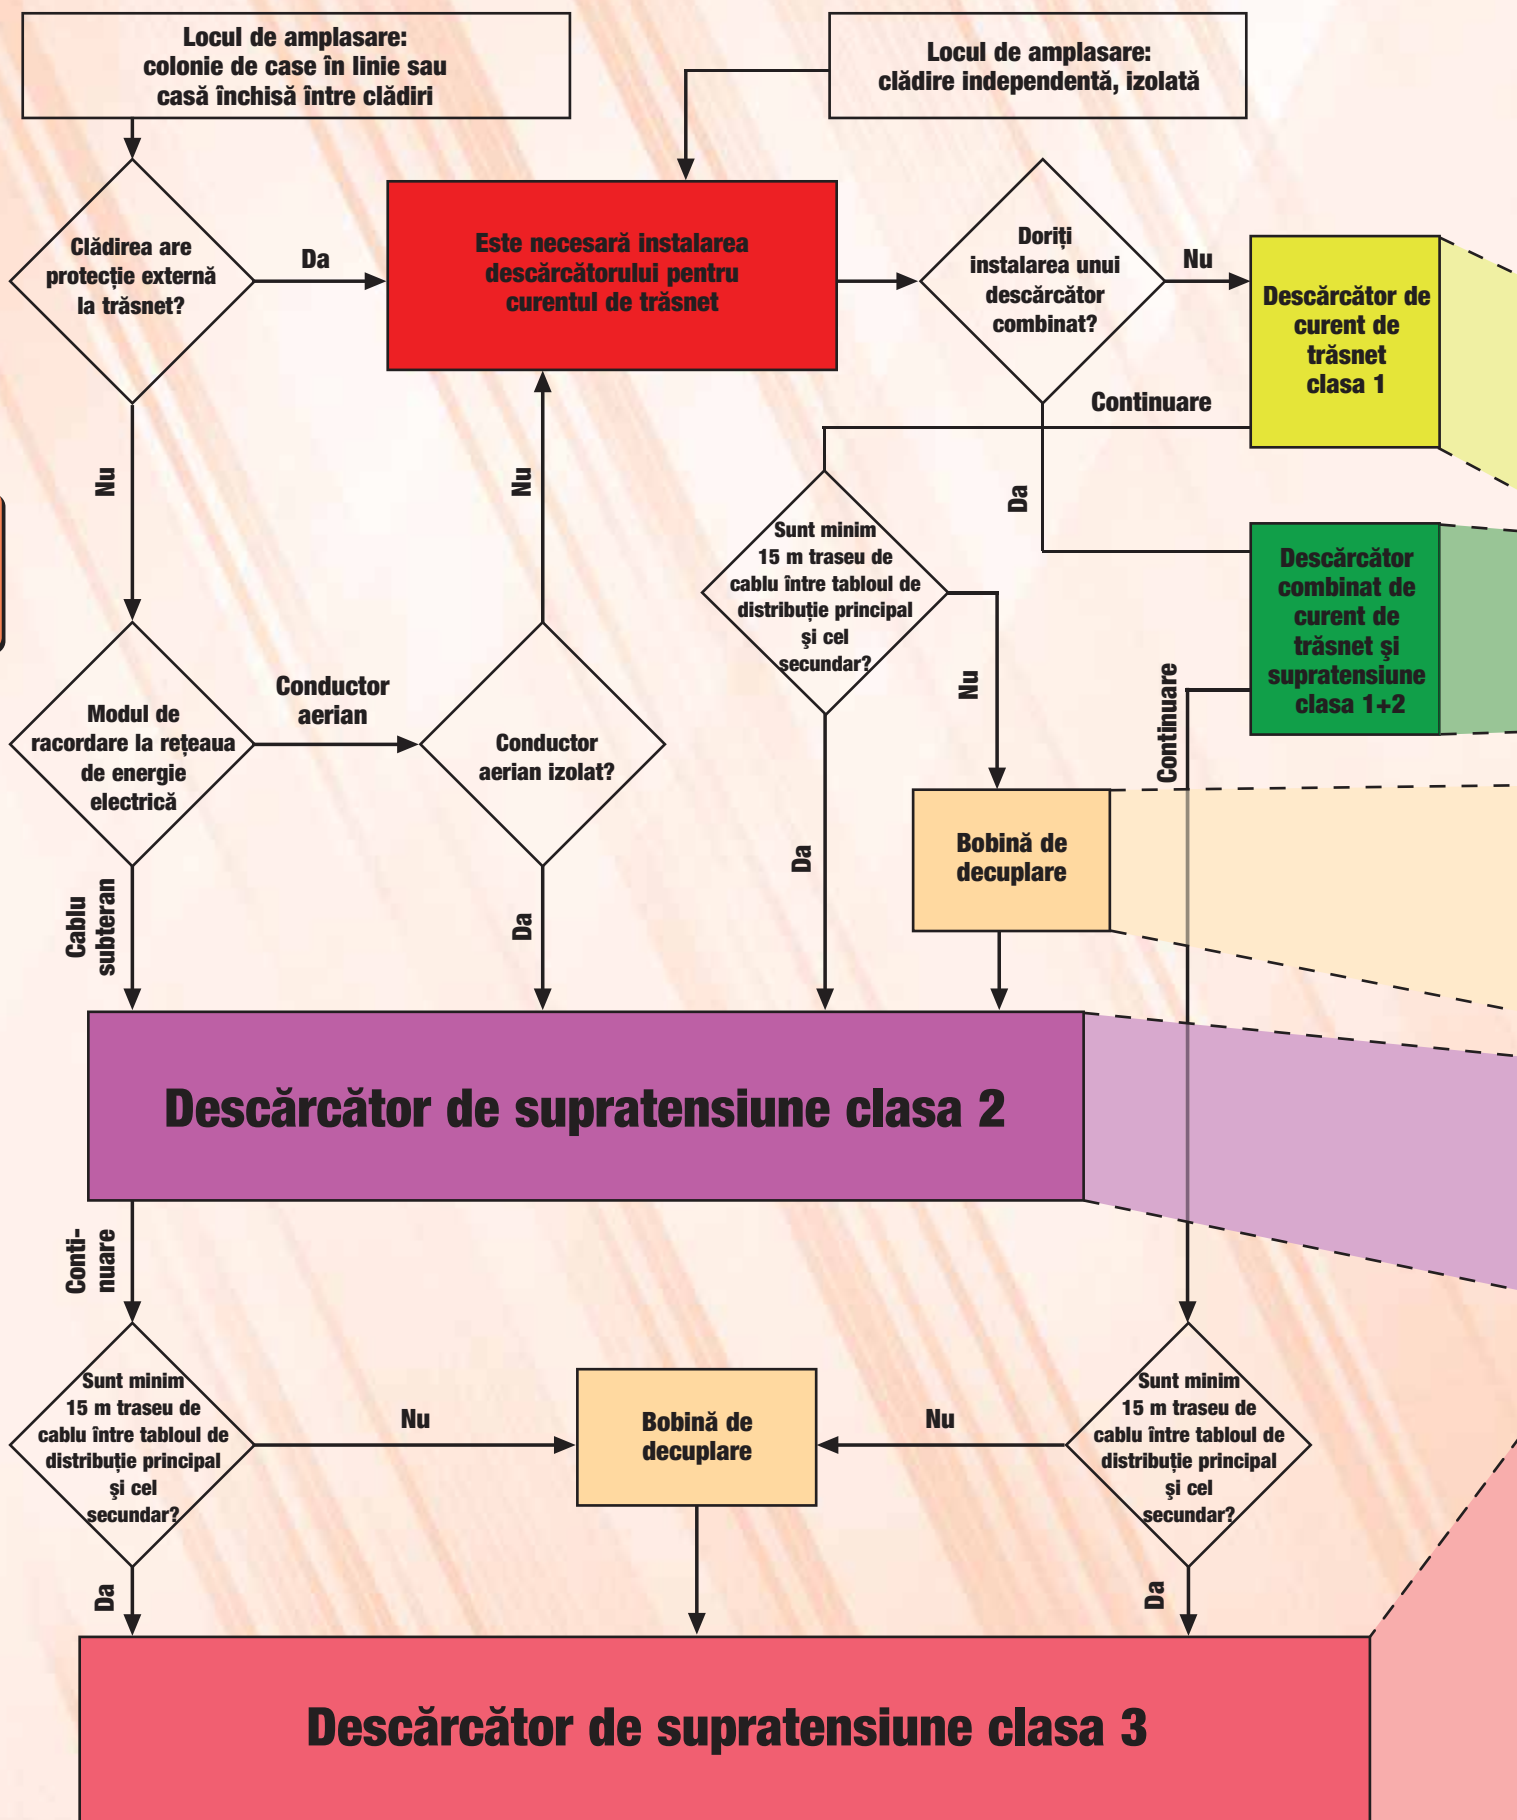 Locul de amplasare:
colonie de case în linie sau
casă închisă între clădiri
Locul de amplasare:
clădire independentă, izolată
Clădirea are
protecție externă
la trăsnet?
Da
Este necesară instalarea
descărcătorului pentru
curentul de trăsnet
Doriți
instalarea unui
descărcător
combinat?
Nu
Descărcător de
curent de
trăsnet
clasa 1
Continuare
Nu
Nu
Da
Sunt minim
15 m traseu de
cablu între tabloul de
distribuție principal
şi cel
secundar?
Descărcător
combinat de
curent de
trăsnet şi
supratensiune
clasa 1+2
Modul de
racordare la rețeaua
de energie
electrică
Conductor
aerian
Conductor
aerian izolat?
Nu
Continuare
Cablu
subteran
Da
Da
Bobină de
decuplare
Descărcător de supratensiune clasa 2
Conti-
nuare
Sunt minim
15 m traseu de
cablu între tabloul de
distribuție principal
şi cel
secundar?
Nu
Bobină de
decuplare
Nu
Sunt minim
15 m traseu de
cablu între tabloul de
distribuție principal
şi cel
secundar?
Da
Da
Descărcător de supratensiune clasa 3